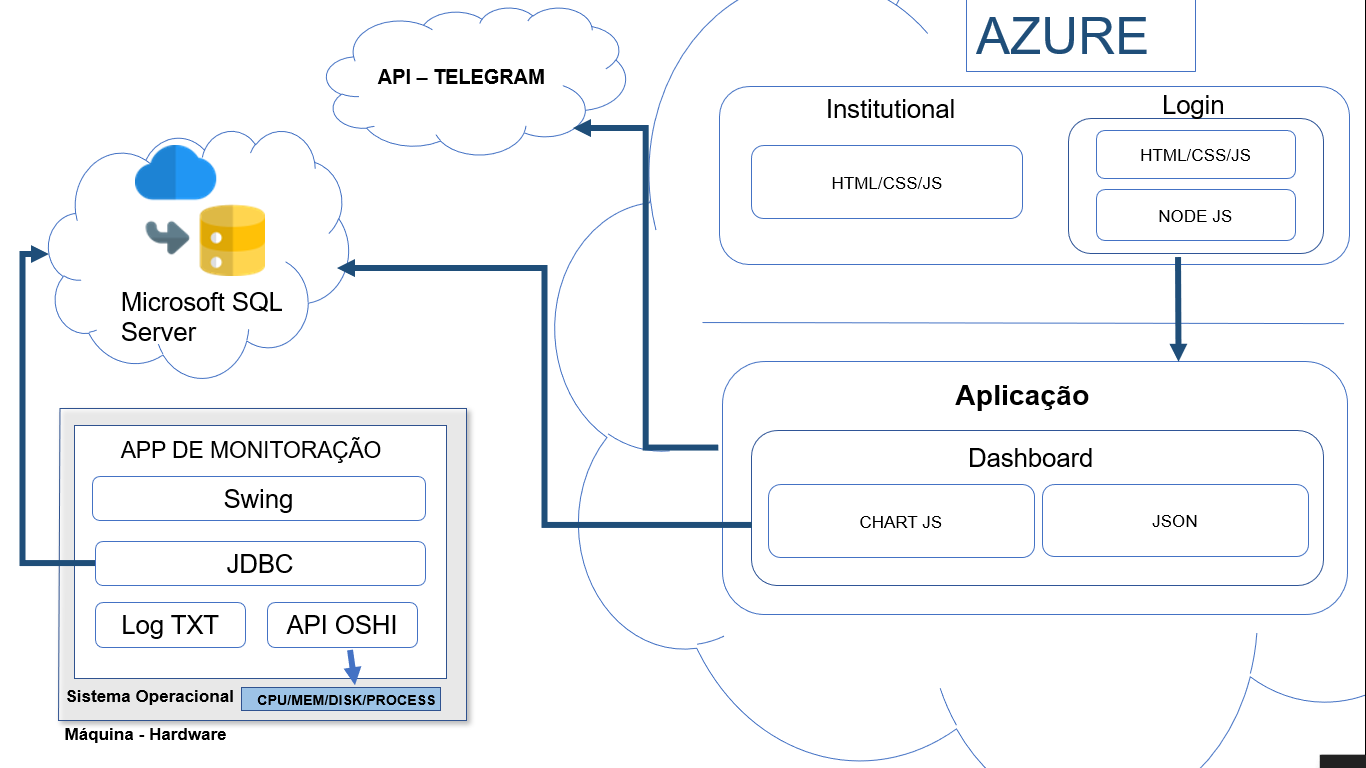 API – TELEGRAM
AZURE
Institutional
HTML/CSS/JS
Login
HTML/CSS/JS
NODE JS
Microsoft SQL
Server
Aplicação
Dashboard
CHART JS
JSON
APP DE MONITORAÇÃO
Swing
JDBC
Log TXT
API OSHI
Sistema Operacional
CPU/MEM/DISK/PROCESS
Máquina - Hardware